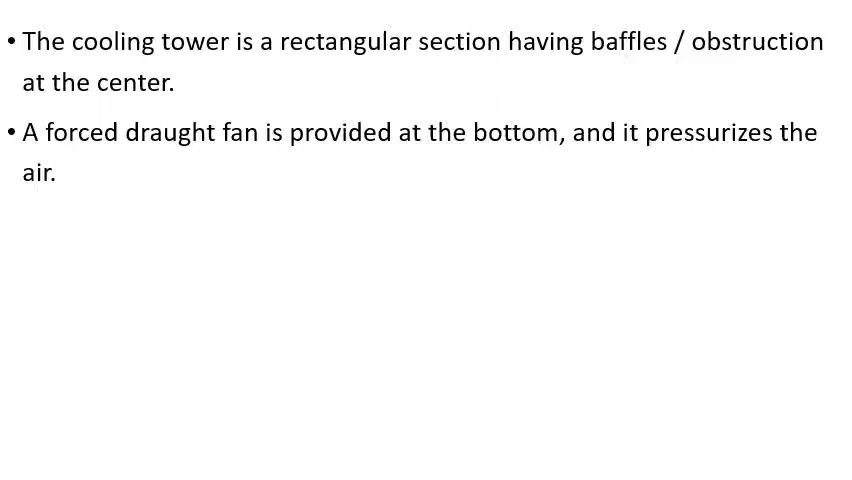 • The cooling tower is a rectangular section having baffles / obstruction
at the center.
• A forced draught fan is provided at the bottom, and it pressurizes the
air.